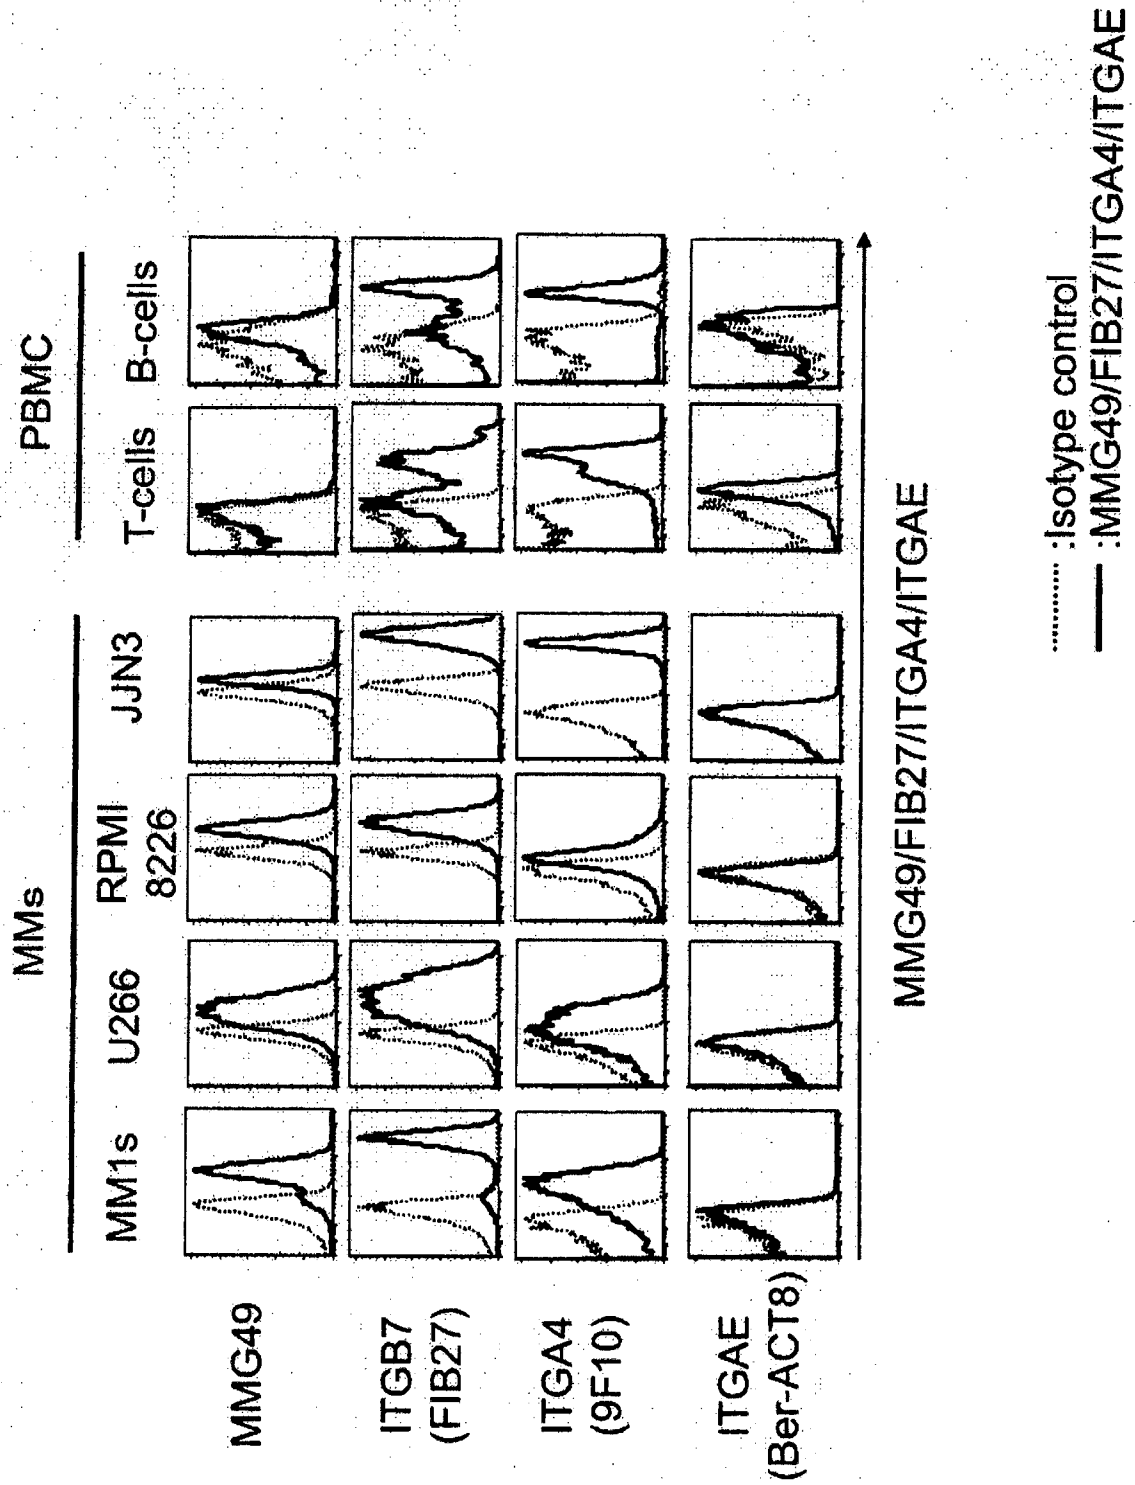 MMs
PBMC
MM1s
U266
RPMI
8226
JJN3
T-cells
B-cells
MMG49
ITGB7
(FIB27)
ITGA4
(9F10)
ITGAE
(Ber-ACT8)
MMG49/FIB27/ITGA4/ITGAE
:Isotype control
:MMG49/FIB27/ITGA4/ITGAE